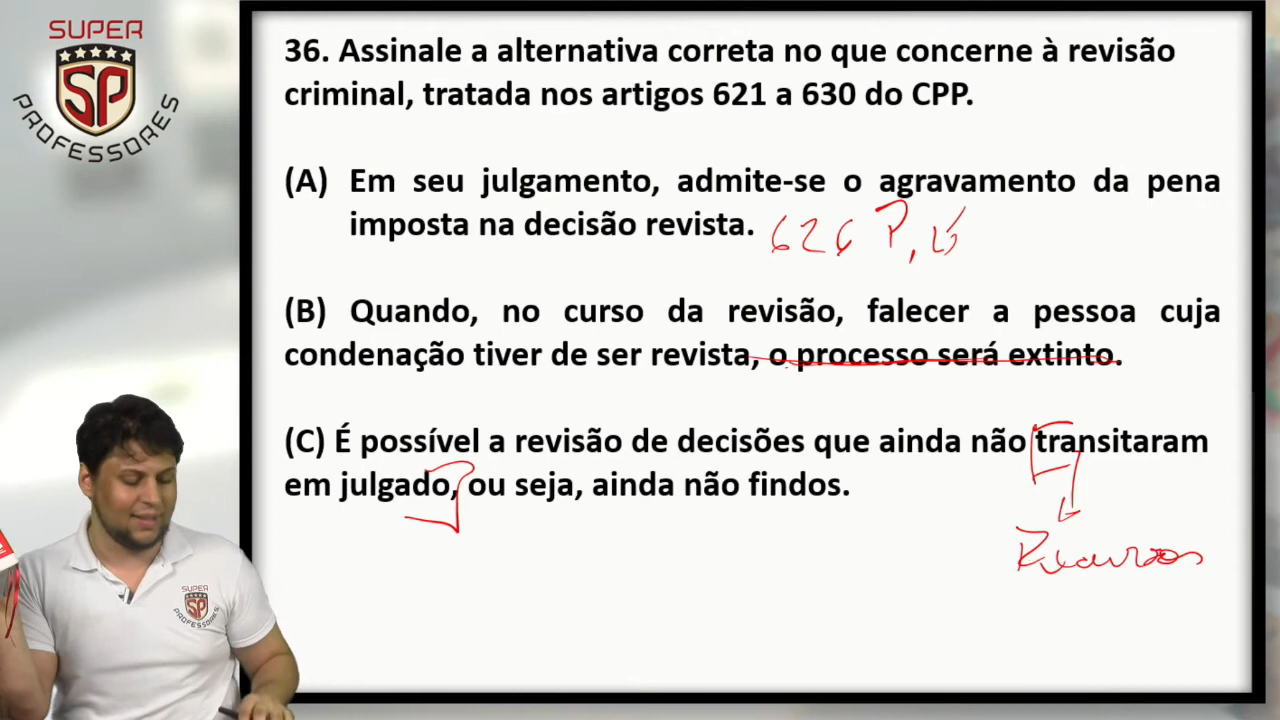 SUPER
SP
PROFESSORES
36. Assinale a alternativa correta no que concerne à revisão
criminal, tratada nos artigos 621 a 630 do CPP.
(A) Em seu julgamento, admite-se o agravamento da pena
imposta na decisão revista.
626 P. ú
(B) Quando, no curso da revisão, falecer a pessoa cuja
condenação tiver de ser revista, o processo será extinto.
(C) É possível a revisão de decisões que ainda não transitaram
em julgado, ou seja, ainda não findos.
Recursos
SUPER
SP
PROFESSORES